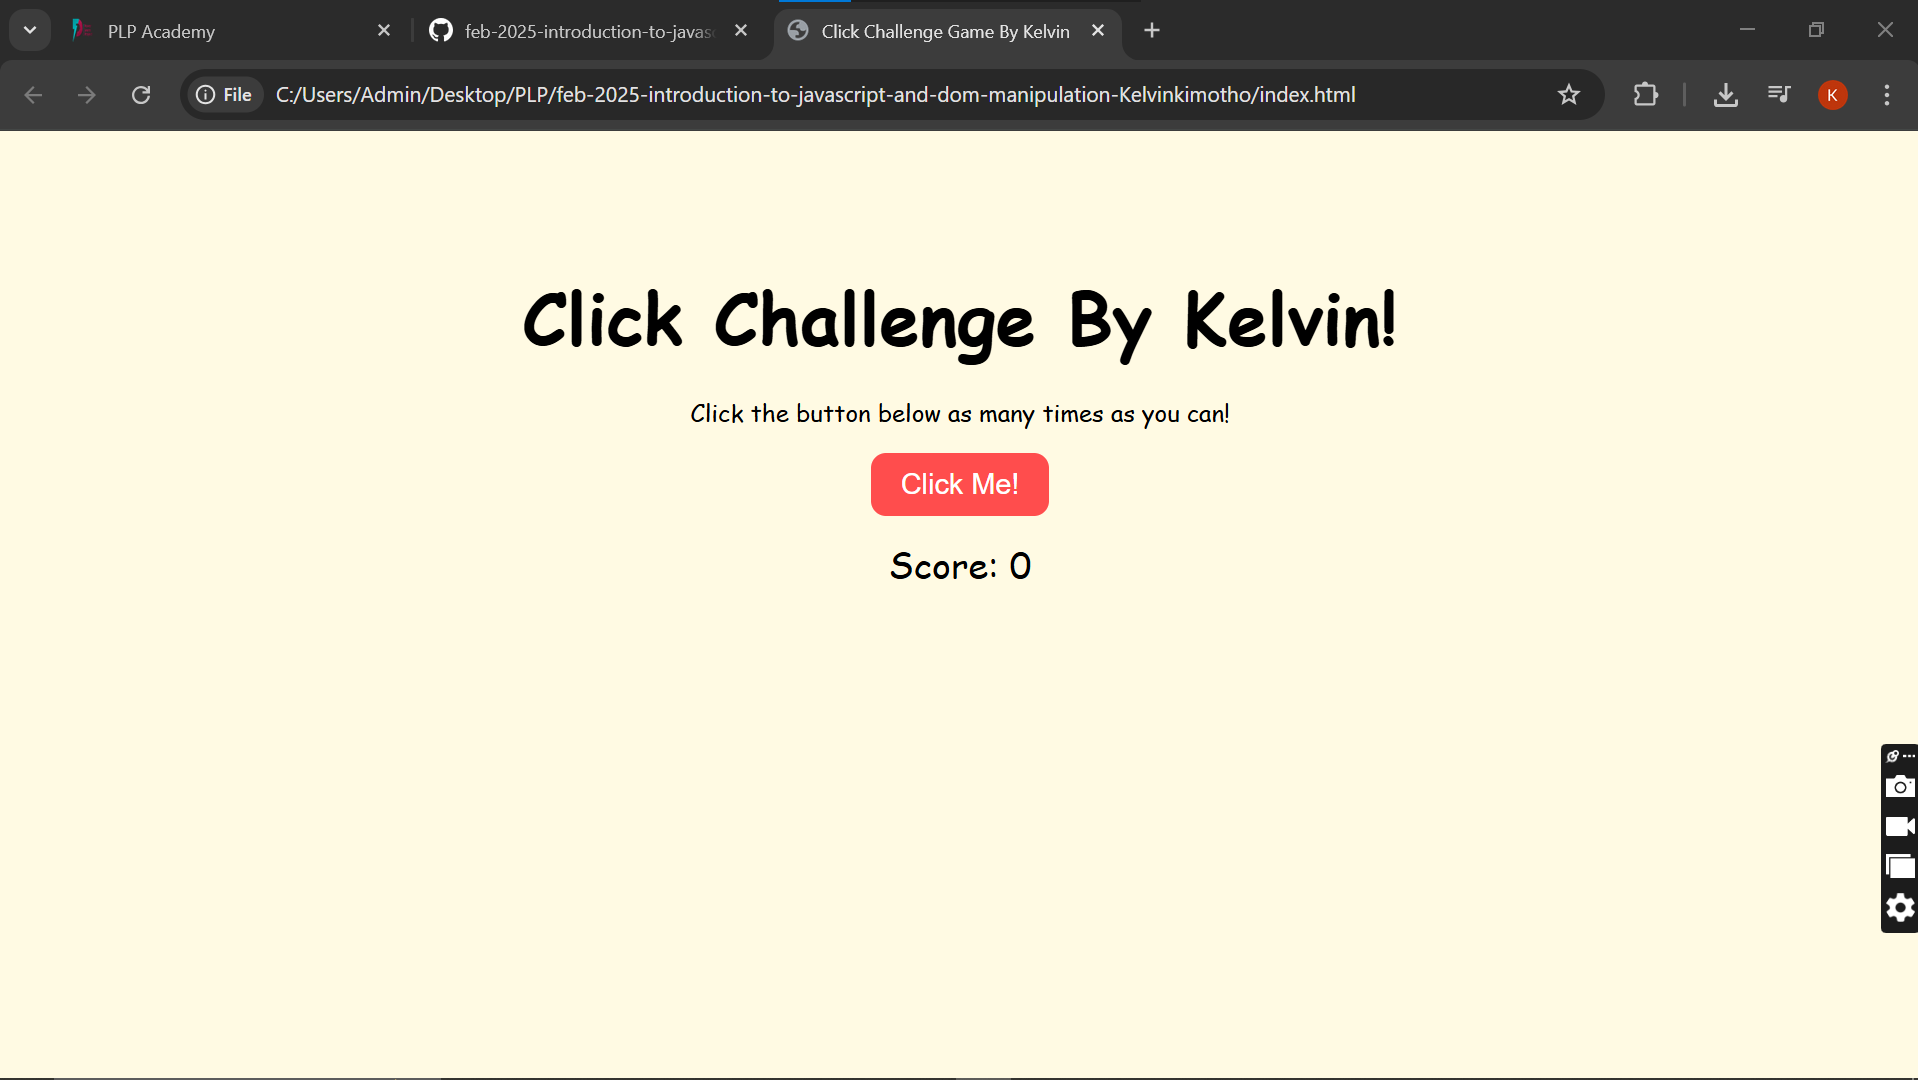 PLP Academy
feb-2025-introduction-to-javas
Click Challenge Game By Kelvin
File
C:/Users/Admin/Desktop/PLP/feb-2025-introduction-to-javascript-and-dom-manipulation-Kelvinkimotho/index.html
K
Click Challenge By Kelvin!
Click the button below as many times as you can!
Click Me!
Score: 0